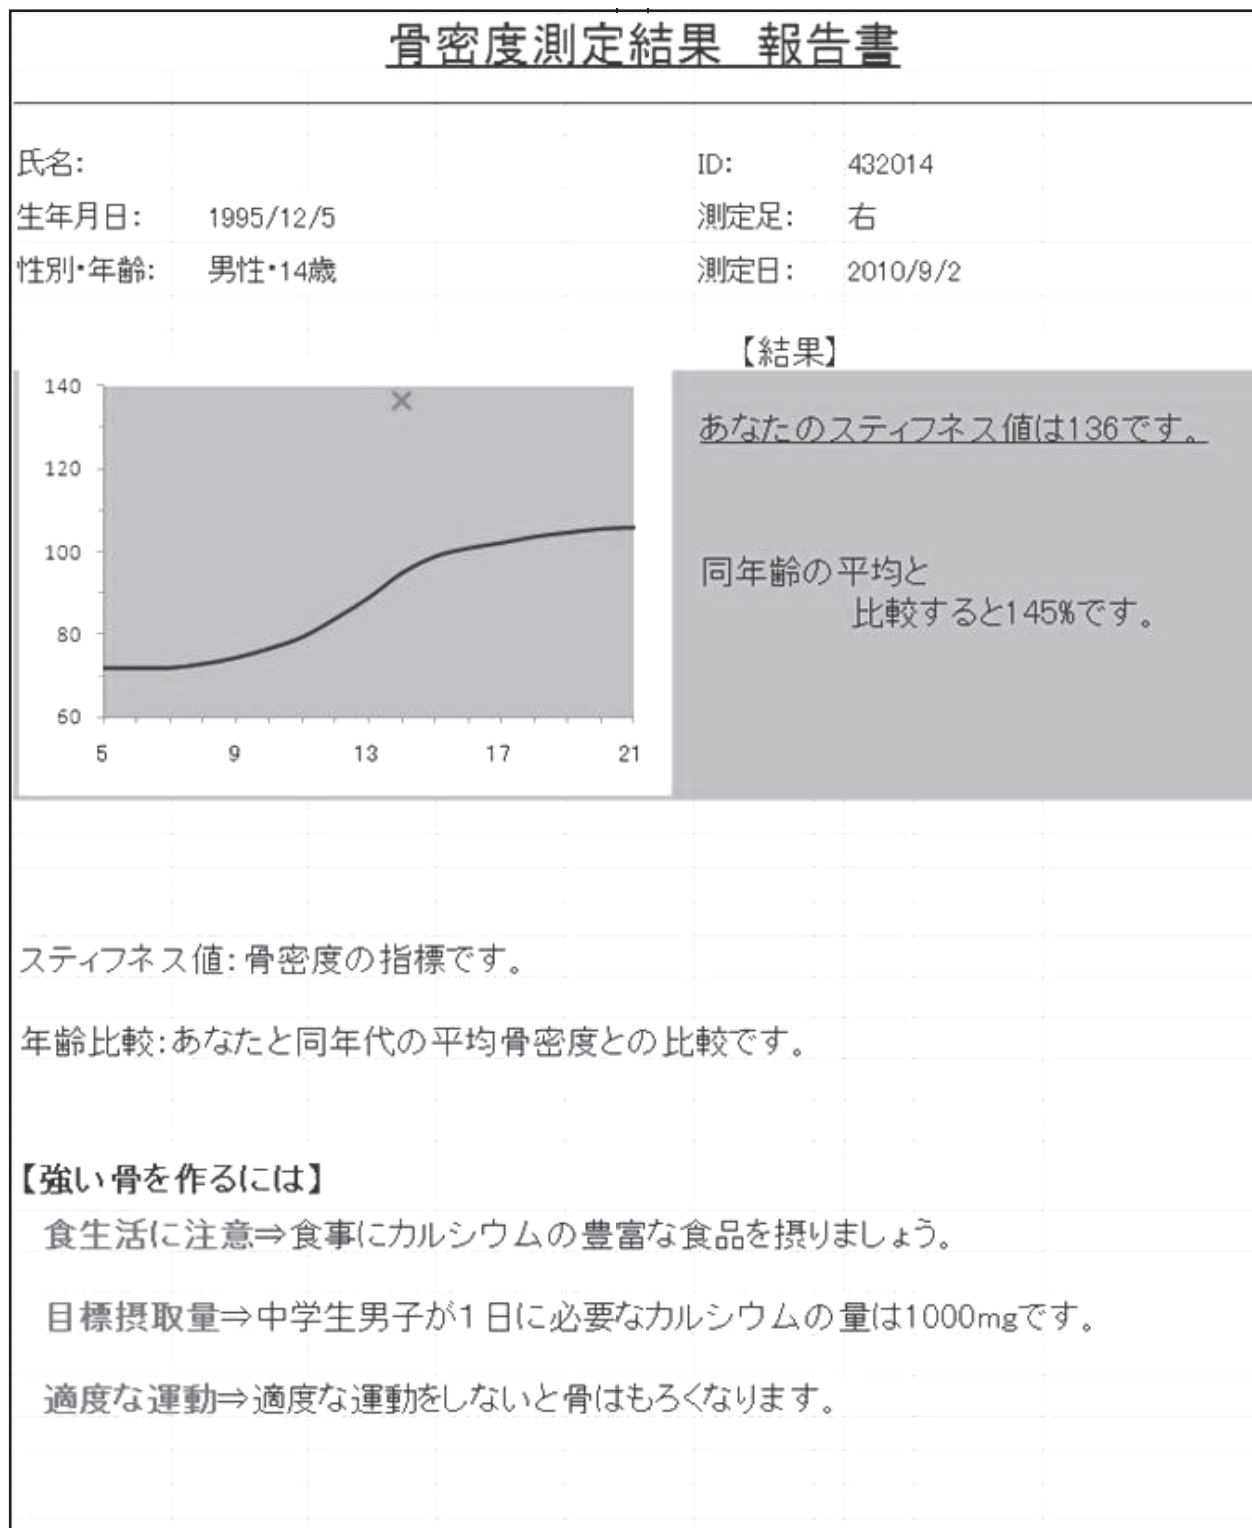 骨密度測定結果 報告書
氏名: ID: 432014
生年月日: 1995/12/5 測定足: 右
性別・年齢: 男性・14歳 測定日: 2010/9/2
【結果】
140
120
100
80
60
5 9 13 17 21
あなたのスティフネス値は136です。
同年齢の平均と
比較すると145%です。
スティフネス値:骨密度の指標です。
年齢比較:あなたと同年代の平均骨密度との比較です。
【強い骨を作るには】
食生活に注意⇒食事にカルシウムの豊富な食品を摂りましょう。
目標摂取量⇒中学生男子が1日に必要なカルシウムの量は1000mgです。
適度な運動⇒適度な運動をしないと骨はもろくなります。